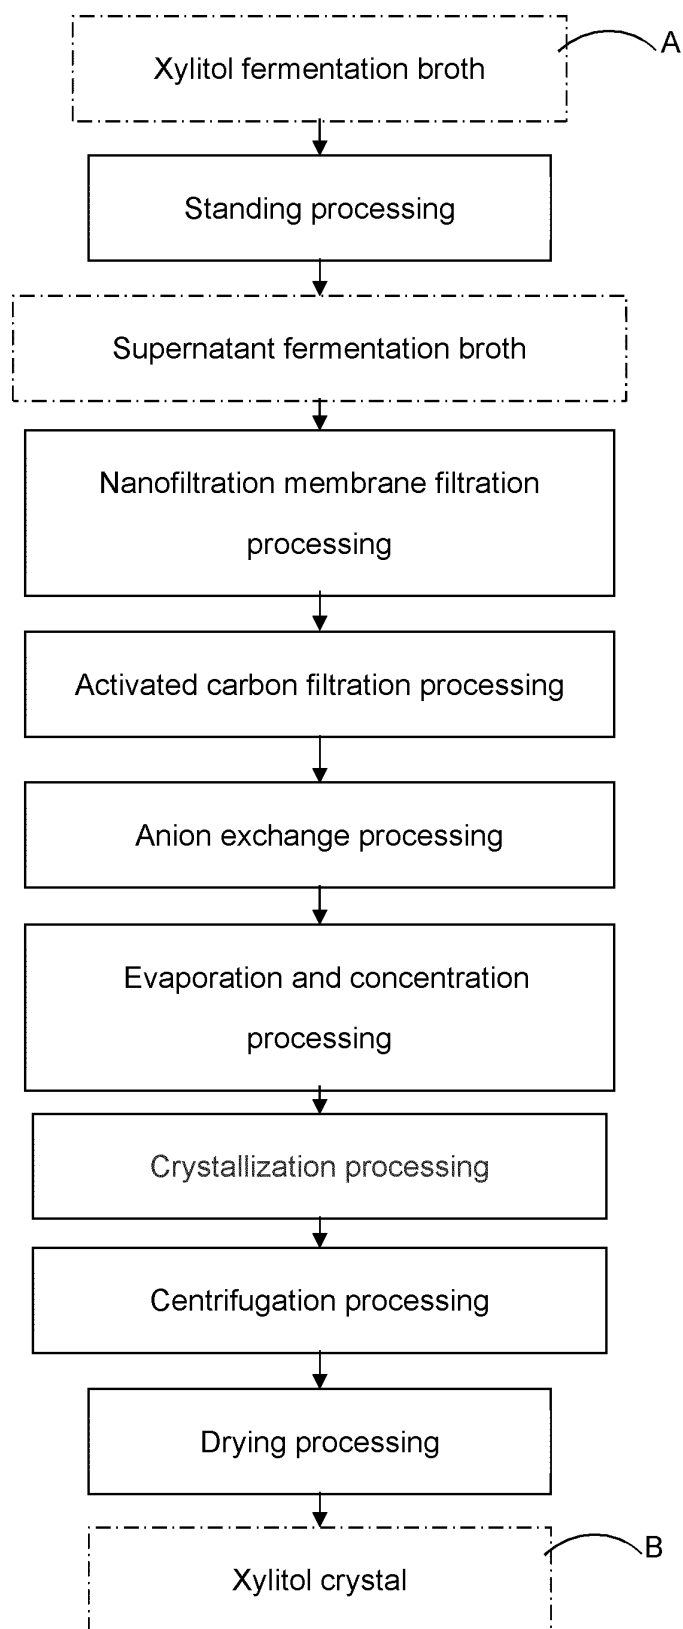 Xylitol fermentation broth
A
Standing processing
Supernatant fermentation broth
Nanofiltration membrane filtration
processing
Activated carbon filtration processing
Anion exchange processing
Evaporation and concentration
processing
Crystallization processing
Centrifugation processing
Drying processing
B
Xylitol crystal